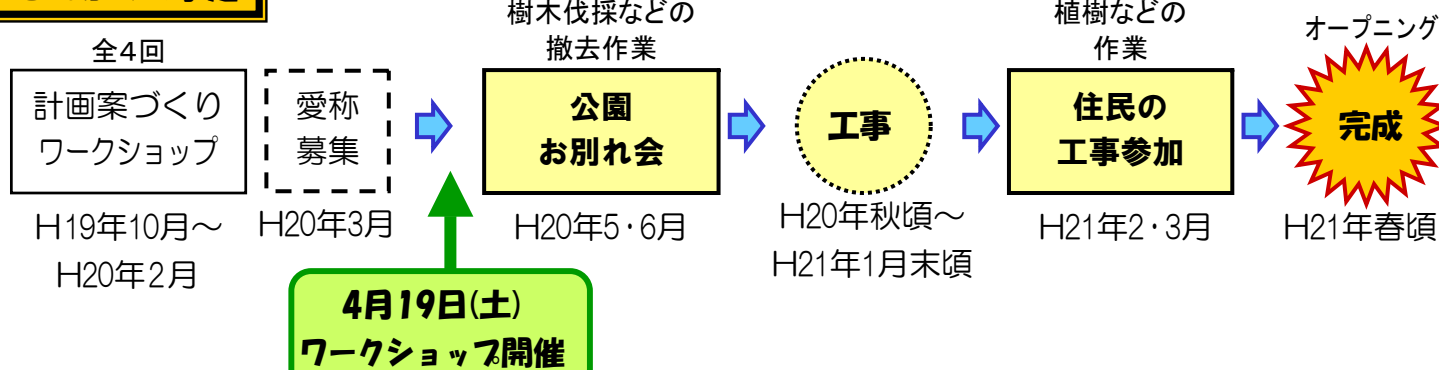 全4回
計画案づくり
ワークショップ
H19年10月～
H20年2月
愛称
募集
H20年3月
4月19日(土)
ワークショップ開催
樹木伐採などの
撤去作業
公園
お別れ会
H20年5・6月
工事
H20年秋頃～
H21年1月末頃
植樹などの
作業
住民の
工事参加
H21年2・3月
オープニング
完成
H21年春頃